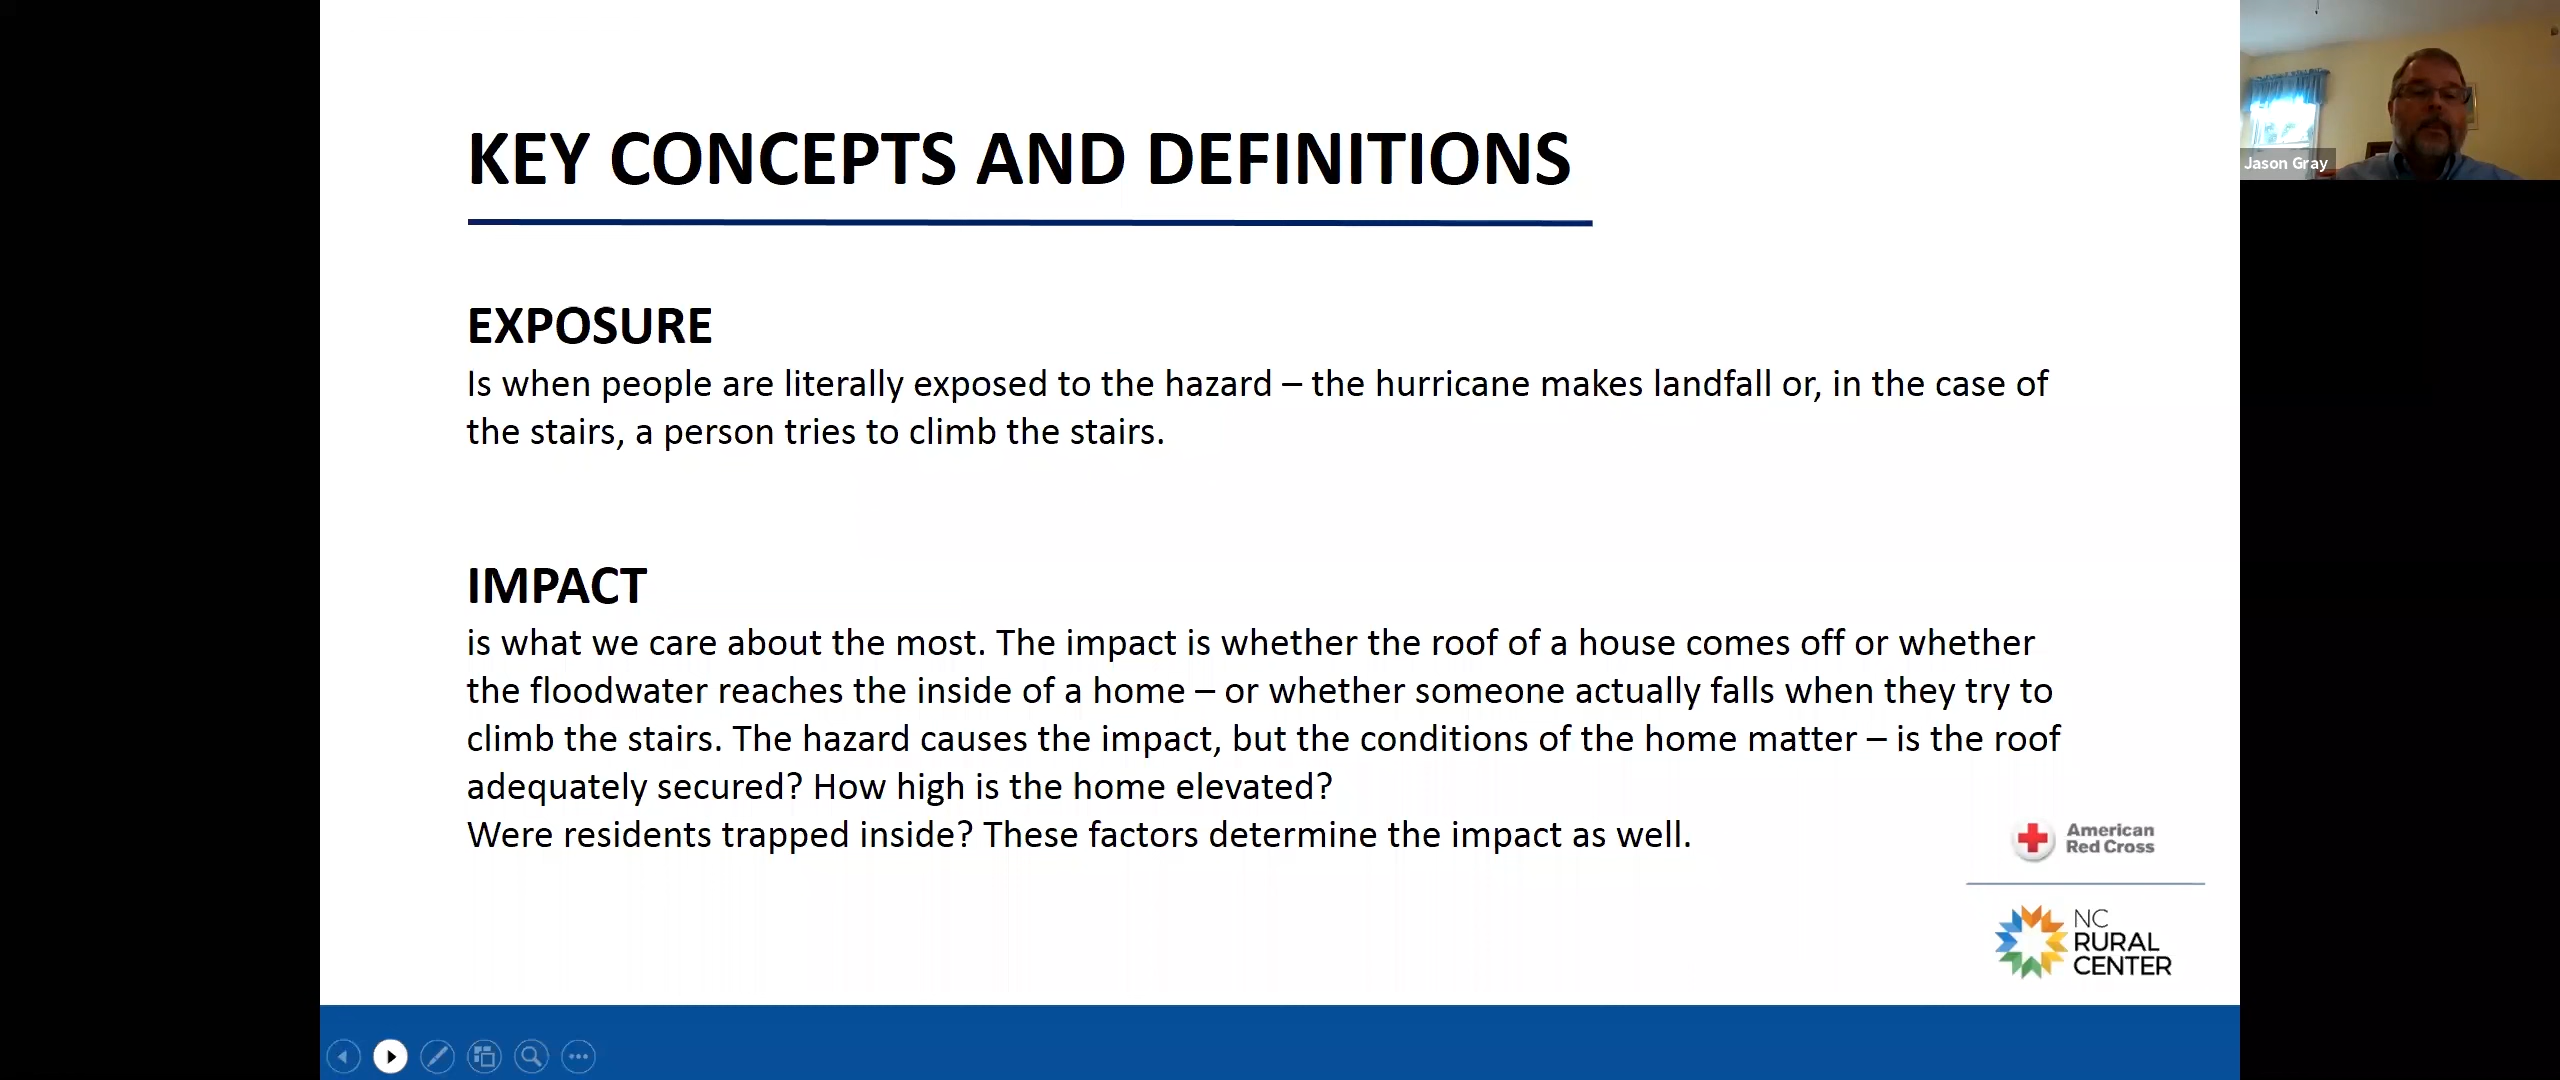 KEY CONCEPTS AND DEFINITIONS
EXPOSURE
Is when people are literally exposed to the hazard – the hurricane makes landfall or, in the case of
the stairs, a person tries to climb the stairs.
IMPACT
is what we care about the most. The impact is whether the roof of a house comes off or whether
the floodwater reaches the inside of a home – or whether someone actually falls when they try to
climb the stairs. The hazard causes the impact, but the conditions of the home matter – is the roof
adequately secured? How high is the home elevated?
Were residents trapped inside? These factors determine the impact as well.
American
Red Cross
NC
RURAL
CENTER
Jason Gray